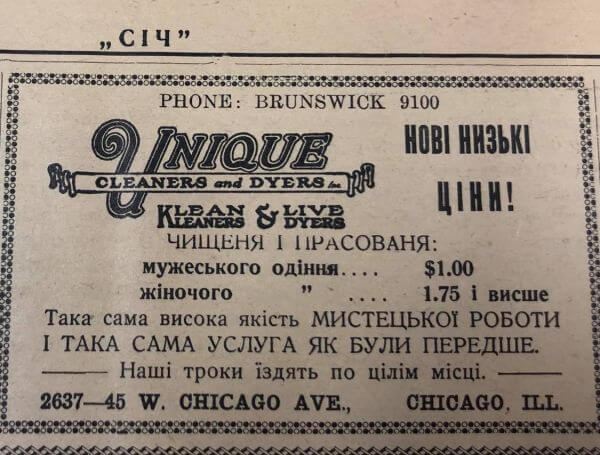 „СІЧ”
PHONE: BRUNSWICK 9100
UNIQUE
CLEANERS and DYERS Inc.
KLEAN KLEANERS & LIVE DYERS
НОВІ НИЗЬКІ
ЦІНИ!
ЧИЩЕНЯ І ПРАСОВАНЯ:
мужеського одіння.... $1.00
жіночого ” .... 1.75 і висше
Така сама висока якість МИСТЕЦЬКОЇ РОБОТИ
І ТАКА САМА УСЛУГА ЯК БУЛИ ПЕРЕДШЕ.
— Наші троки їздять по цілім місці. —
2637—45 W. CHICAGO AVE., CHICAGO, ILL.